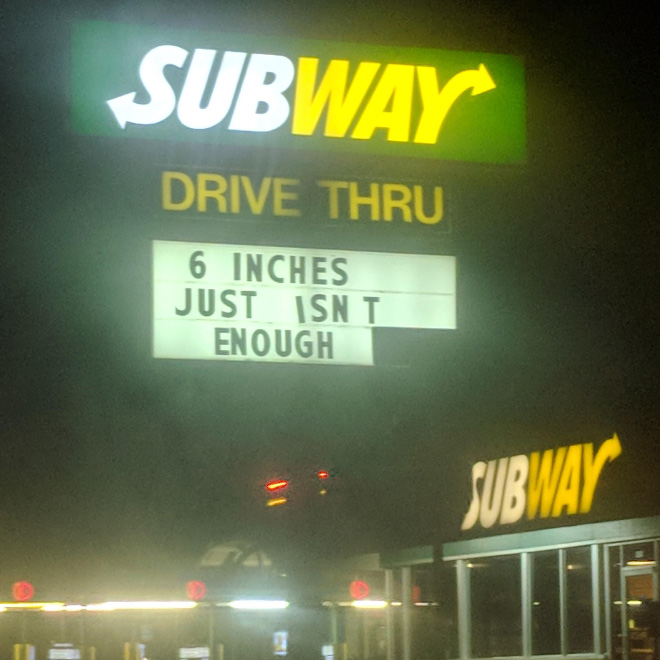 SUBWAY
DRIVE THRU
6 INCHES
JUST ISN T
ENOUGH
SUBWAY